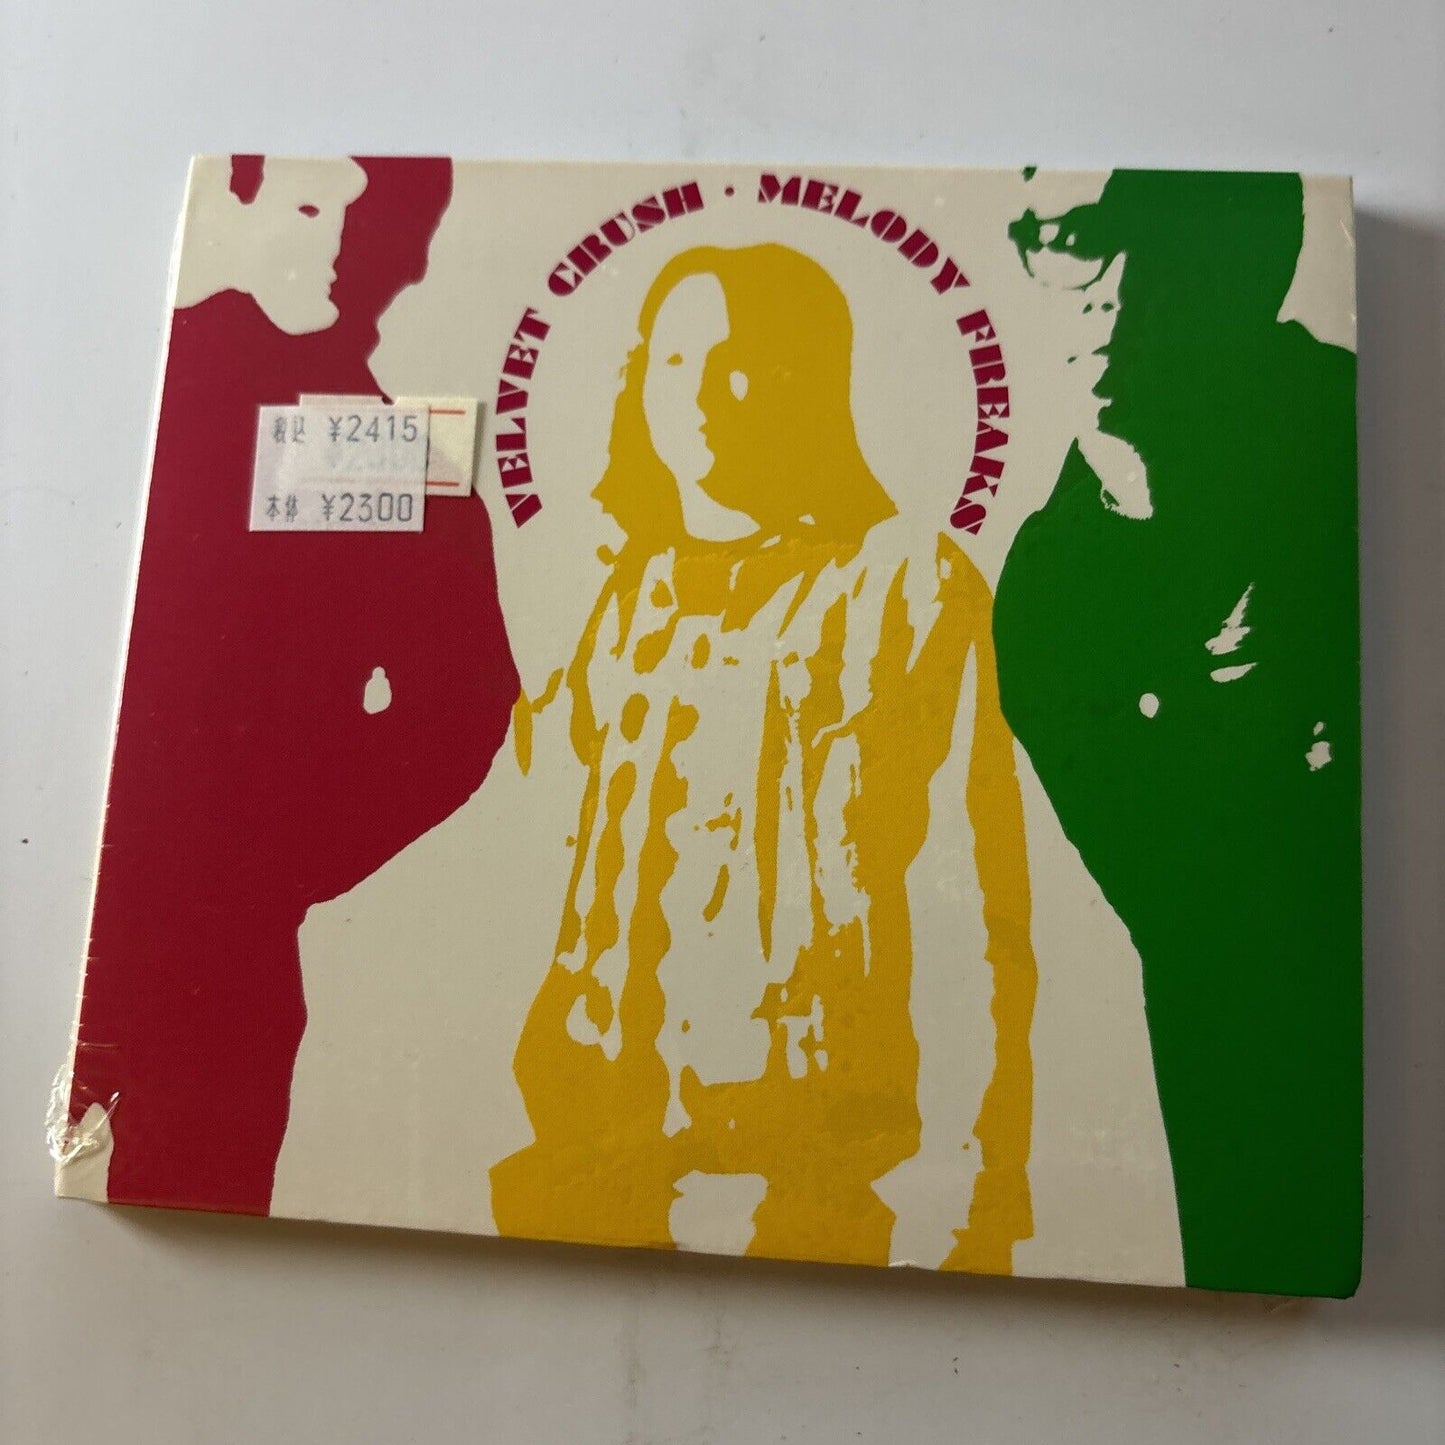 VELVET CRUSH · MELODY FREAKS
税込 ¥2415
本体 ¥2300